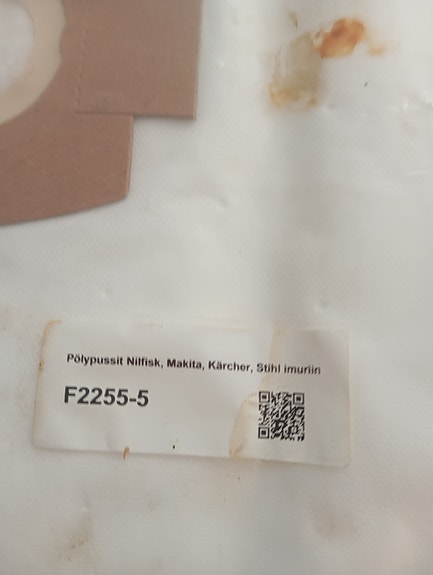 Pölypussit Nilfisk, Makita, Kärcher, Stihl imuriin
F2255-5